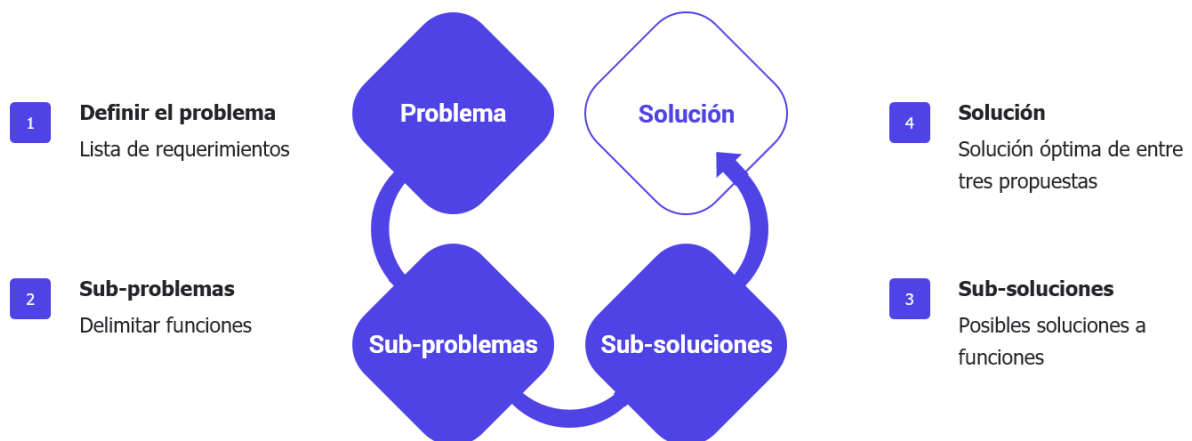 1
Definir el problema
Lista de requerimientos
2
Sub-problemas
Delimitar funciones
Problema
Solución
Sub-problemas
Sub-soluciones
4
Solución
Solución óptima de entre
tres propuestas
3
Sub-soluciones
Posibles soluciones a
funciones